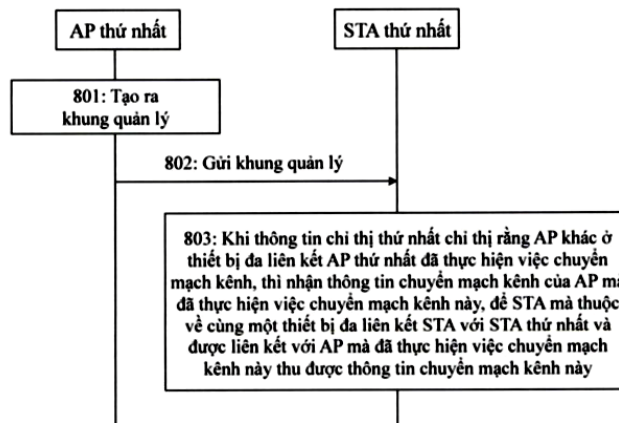 AP thứ nhất
STA thứ nhất
801: Tạo ra
khung quản lý
802: Gửi khung quản lý
803: Khi thông tin chỉ thị thứ nhất chỉ thị rằng AP khác ở
thiết bị đa liên kết AP thứ nhất đã thực hiện việc chuyển
mạch kênh, thì nhận thông tin chuyển mạch kênh của AP mà
đã thực hiện việc chuyển mạch kênh này, để STA mà thuộc
về cùng một thiết bị đa liên kết STA với STA thứ nhất và
được liên kết với AP mà đã thực hiện việc chuyển mạch
kênh này thu được thông tin chuyển mạch kênh này